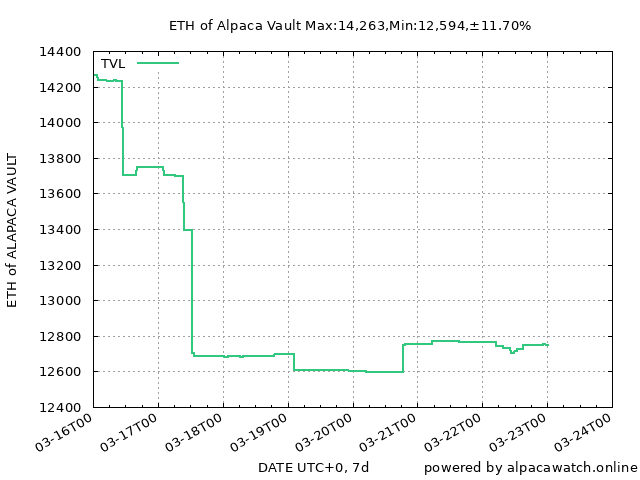 ETH of Alpaca Vault Max:14,263,Min:12,594,±11.70%
TVL
14400
14200
14000
13800
13600
13400
13200
13000
12800
12600
12400
ETH of ALAPACA VAULT
03-16T00
03-17T00
03-18T00
03-19T00
03-20T00
03-21T00
03-22T00
03-23T00
03-24T00
DATE UTC+0, 7d
powered by alpacawatch.online